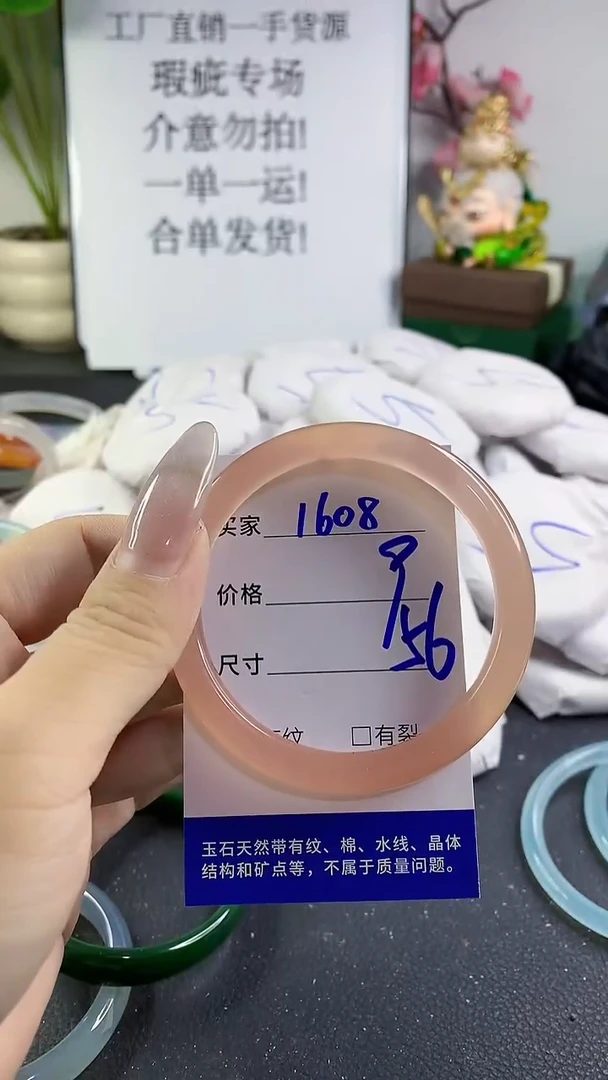 工厂直销一手货源
瑕疵专场
介意勿拍!
一单一运!
合单发货!
买家 1608
价格
尺寸 56
纹 □有裂
玉石天然带有纹、棉、水线、晶体
结构和矿点等，不属于质量问题。